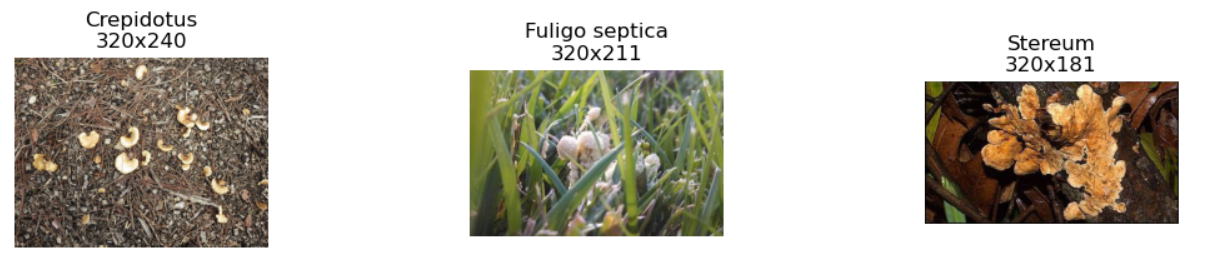 Crepidotus
320x240
Fuligo septica
320x211
Stereum
320x181